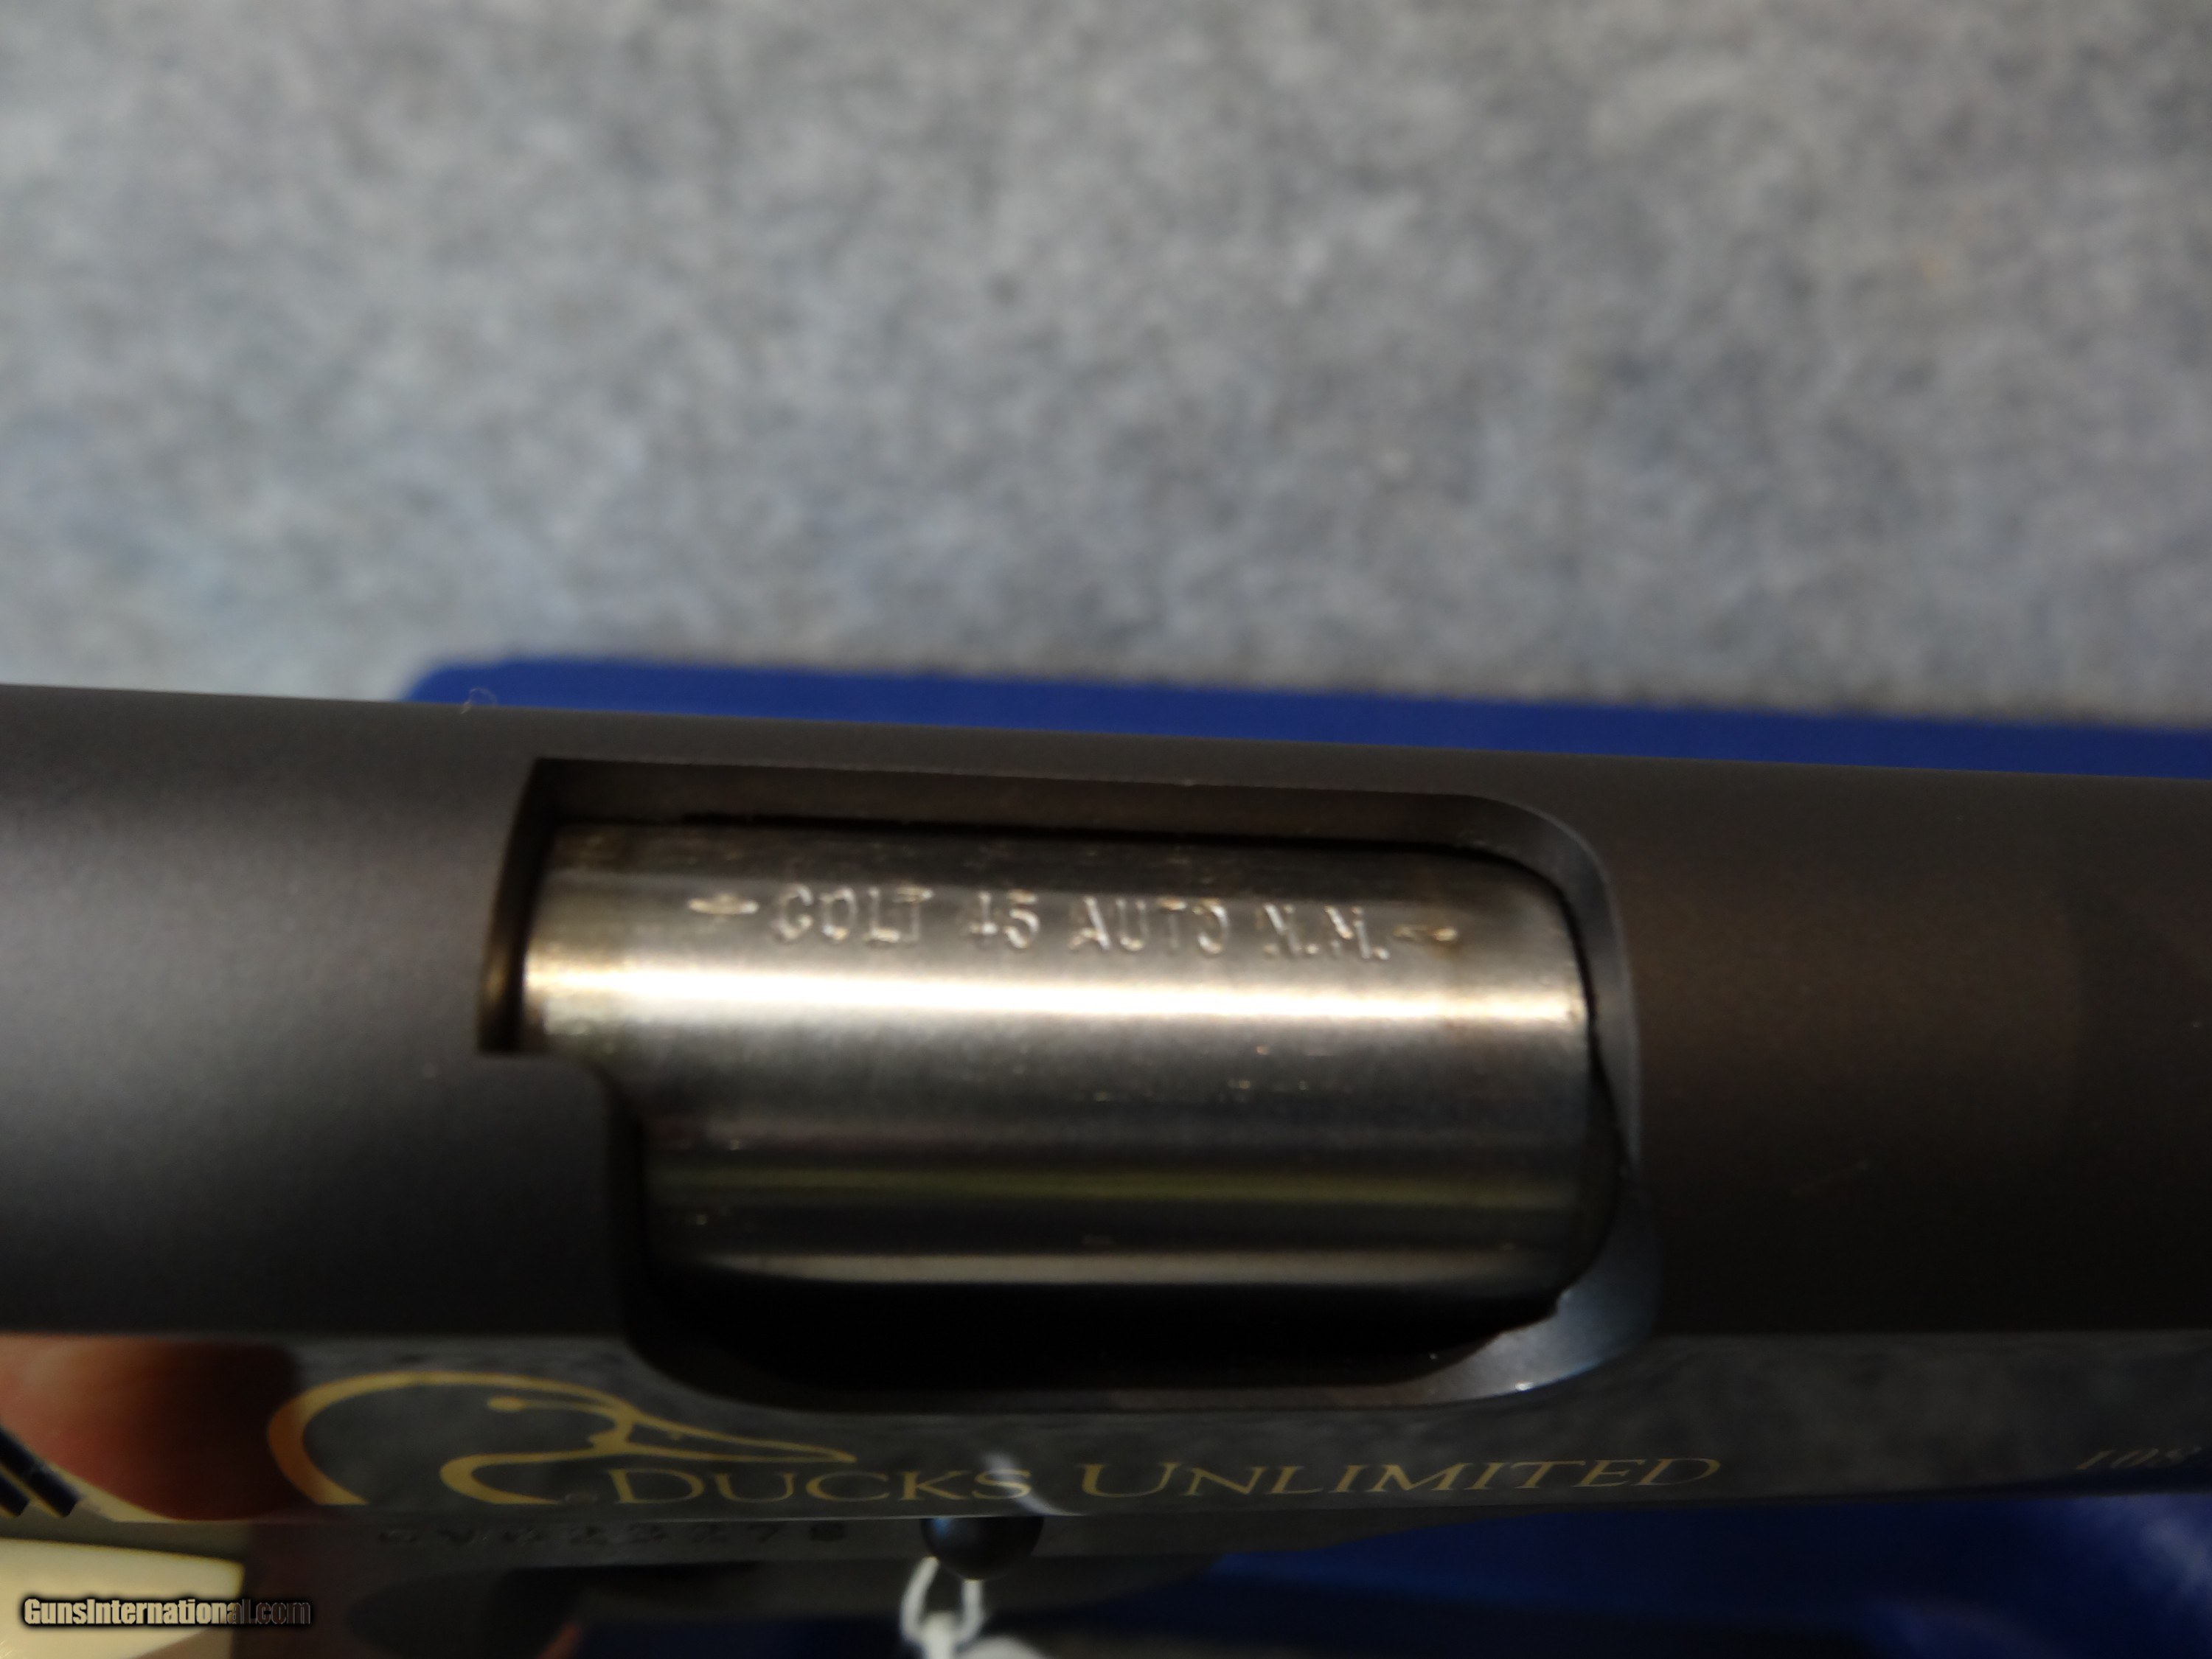 COLT 45 AUTO N.M.
DUCKS UNLIMITED
GunsInternational.com